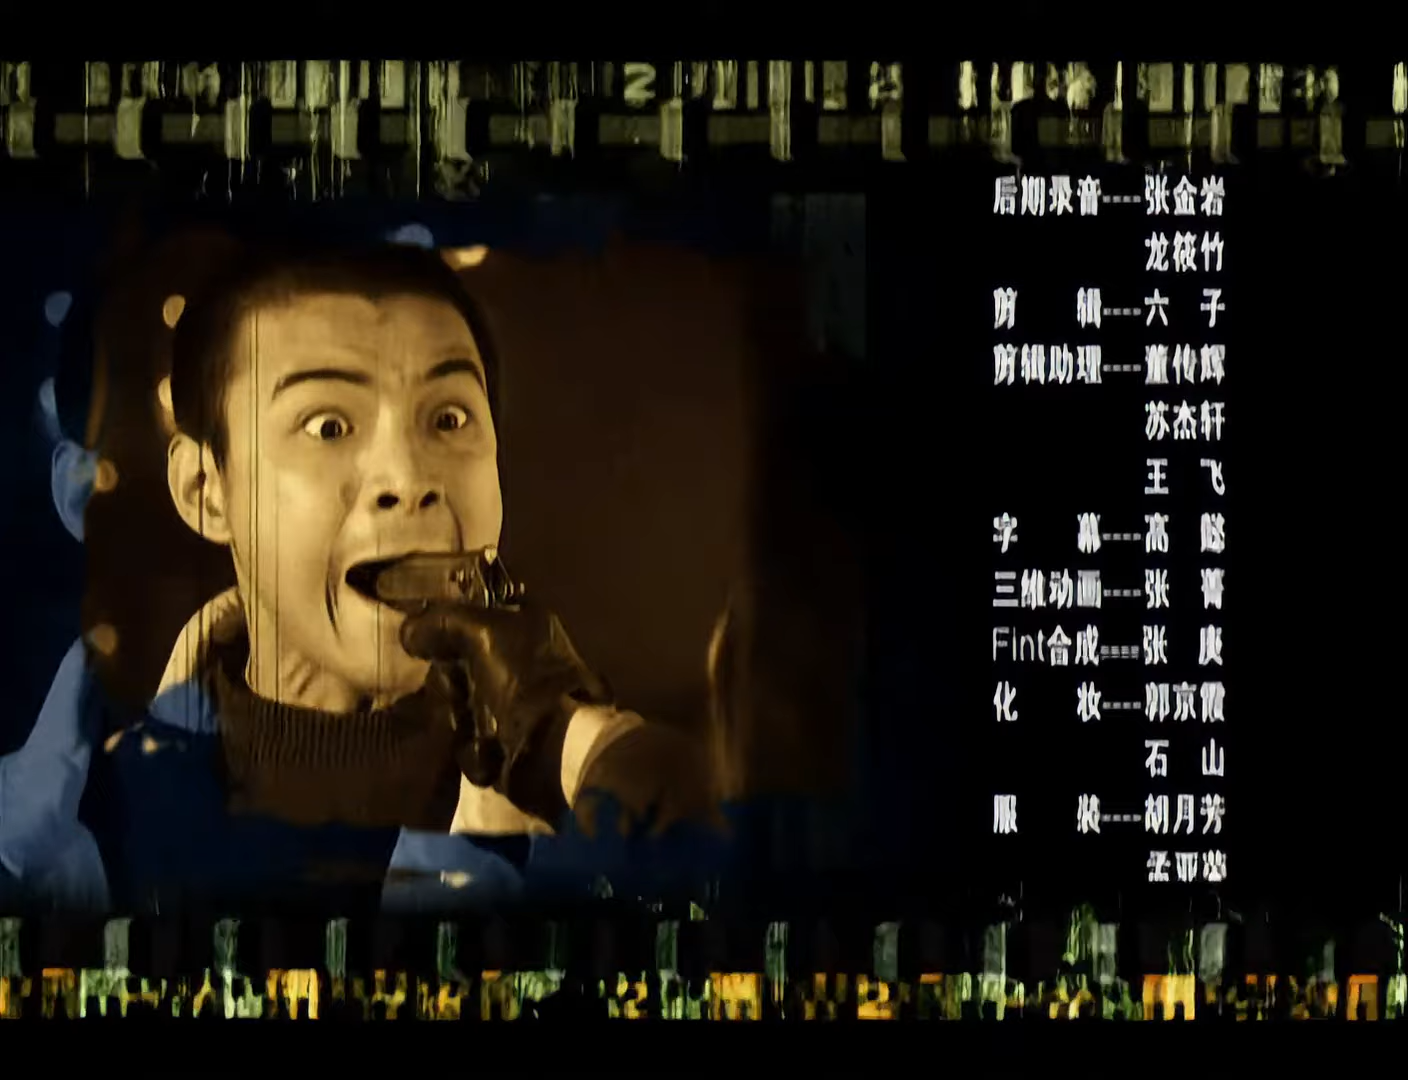 后期录音----张金岩
龙筱竹
剪 辑----六 子
剪辑助理----董传辉
苏杰轩
王 飞
字 幕----高
三维动画----张 菁
Fint合成----张 庚
化 妆----郭京霞
石 山
服 装----胡月芳